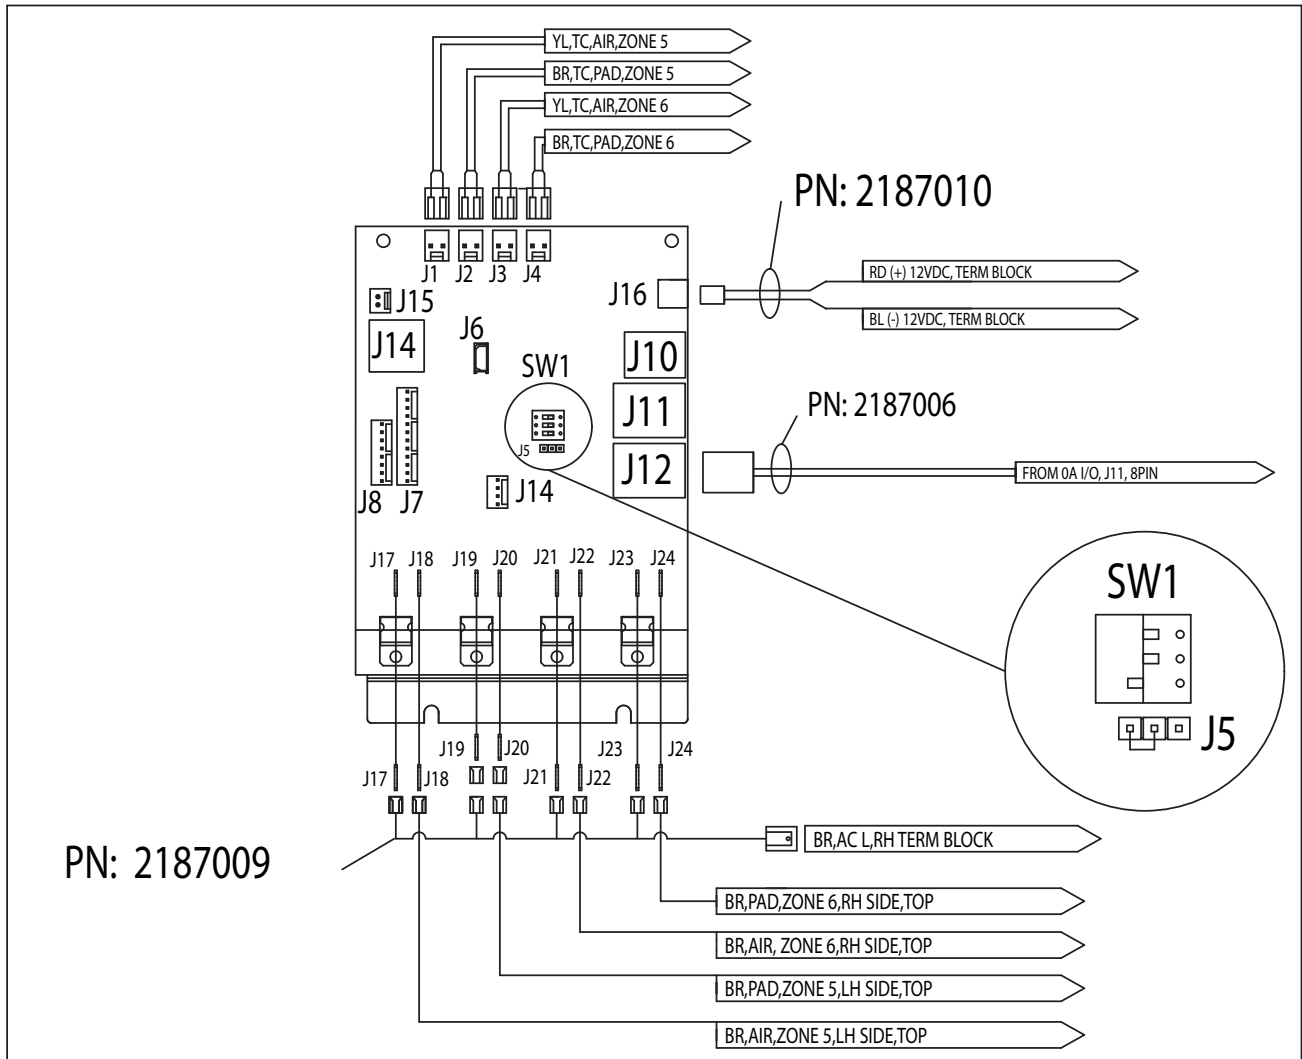 YL,TC,AIR,ZONE 5
BR,TC,PAD,ZONE 5
YL,TC,AIR,ZONE 6
BR,TC,PAD,ZONE 6
PN: 2187010
J1 J2 J3 J4
RD (+) 12VDC, TERM BLOCK
J16
J15
BL (-) 12VDC, TERM BLOCK
J6
J14
J10
SW1
PN: 2187006
J11
J5
J12
FROM 0A I/O, J11, 8PIN
J8 J7
J14
J17 J18 J19 J20 J21 J22 J23 J24
SW1
J5
J19 J20 J23 J24
J17 J18 J21 J22
BR,AC L,RH TERM BLOCK
PN: 2187009
BR,PAD,ZONE 6,RH SIDE,TOP
BR,AIR, ZONE 6,RH SIDE,TOP
BR,PAD,ZONE 5,LH SIDE,TOP
BR,AIR,ZONE 5,LH SIDE,TOP